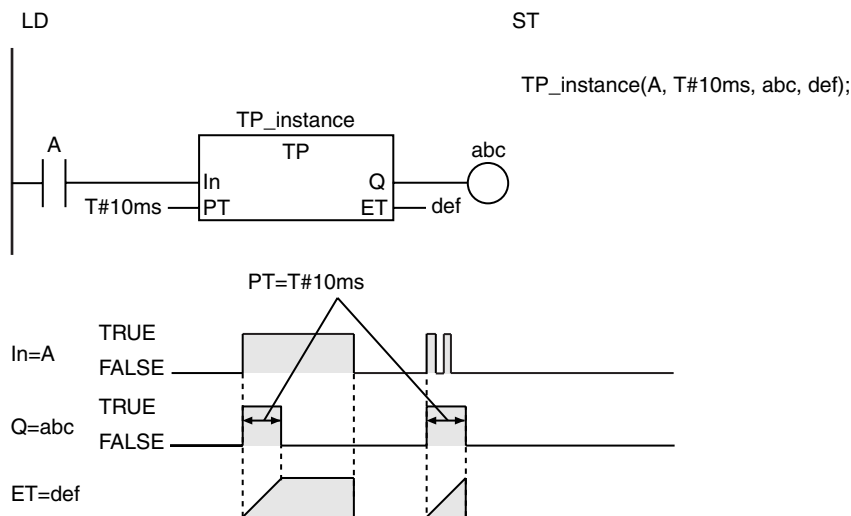 LD
ST
TP_instance(A, T#10ms, abc, def);
TP_instance
A
TP
abc
In
Q
T#10ms
PT
ET
def
PT=T#10ms
In=A
TRUE
FALSE
Q=abc
TRUE
FALSE
ET=def